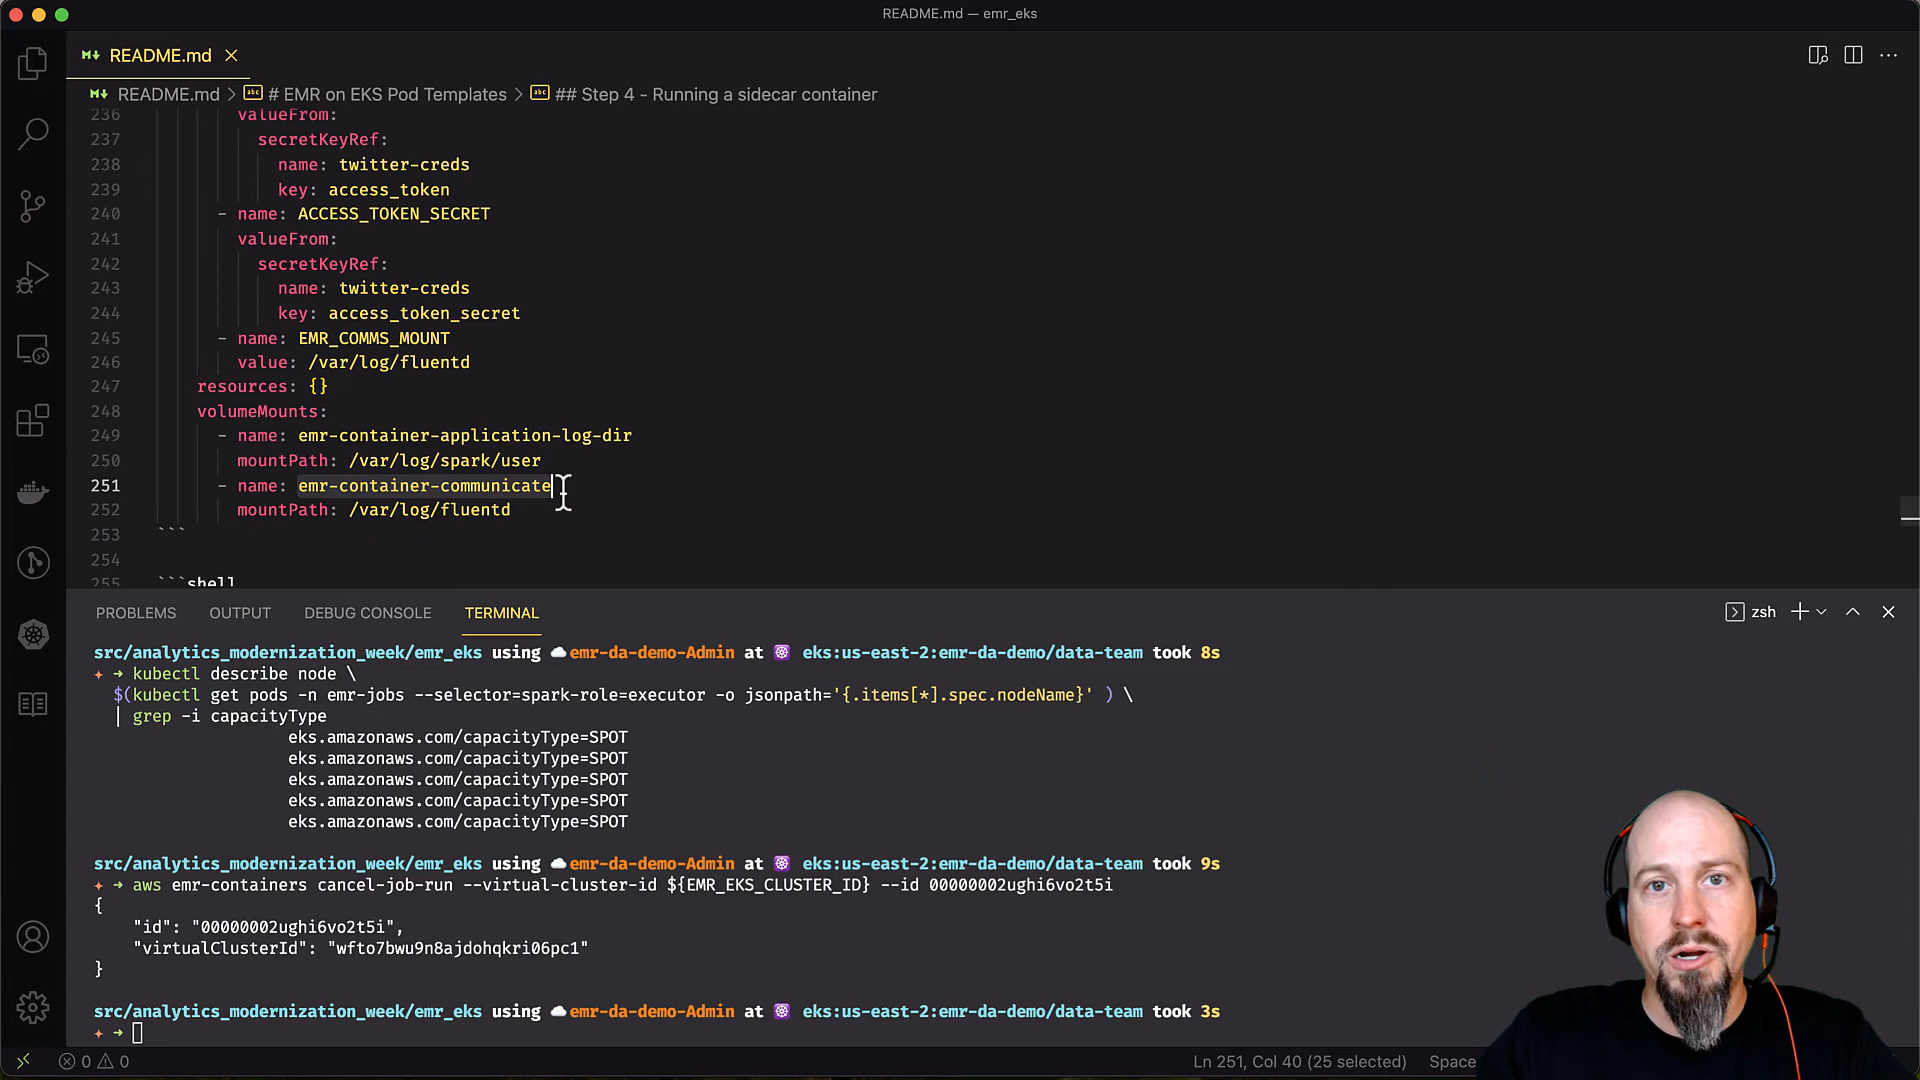 README.md — emr_eks
README.md
README.md > # EMR on EKS Pod Templates > ## Step 4 - Running a sidecar container
236 valueFrom:
237 secretKeyRef:
238 name: twitter-creds
239 key: access_token
240 - name: ACCESS_TOKEN_SECRET
241 valueFrom:
242 secretKeyRef:
243 name: twitter-creds
244 key: access_token_secret
245 - name: EMR_COMMS_MOUNT
246 value: /var/log/fluentd
247 resources: {}
248 volumeMounts:
249 - name: emr-container-application-log-dir
250 mountPath: /var/log/spark/user
251 - name: emr-container-communicate
252 mountPath: /var/log/fluentd
253 ```
254
255 ```shell
PROBLEMS OUTPUT DEBUG CONSOLE TERMINAL zsh
src/analytics_modernization_week/emr_eks using emr-da-demo-Admin at eks:us-east-2:emr-da-demo/data-team took 8s
➜ kubectl describe node \
$(kubectl get pods -n emr-jobs --selector=spark-role=executor -o jsonpath='{.items[*].spec.nodeName}' ) \
| grep -i capacityType
eks.amazonaws.com/capacityType=SPOT
eks.amazonaws.com/capacityType=SPOT
eks.amazonaws.com/capacityType=SPOT
eks.amazonaws.com/capacityType=SPOT
eks.amazonaws.com/capacityType=SPOT
src/analytics_modernization_week/emr_eks using emr-da-demo-Admin at eks:us-east-2:emr-da-demo/data-team took 9s
➜ aws emr-containers cancel-job-run --virtual-cluster-id ${EMR_EKS_CLUSTER_ID} --id 00000002ughi6vo2t5i
{
"id": "00000002ughi6vo2t5i",
"virtualClusterId": "wfto7bwu9n8ajdohqkri06pc1"
}
src/analytics_modernization_week/emr_eks using emr-da-demo-Admin at eks:us-east-2:emr-da-demo/data-team took 3s
➜
0 0 Ln 251, Col 40 (25 selected) Space